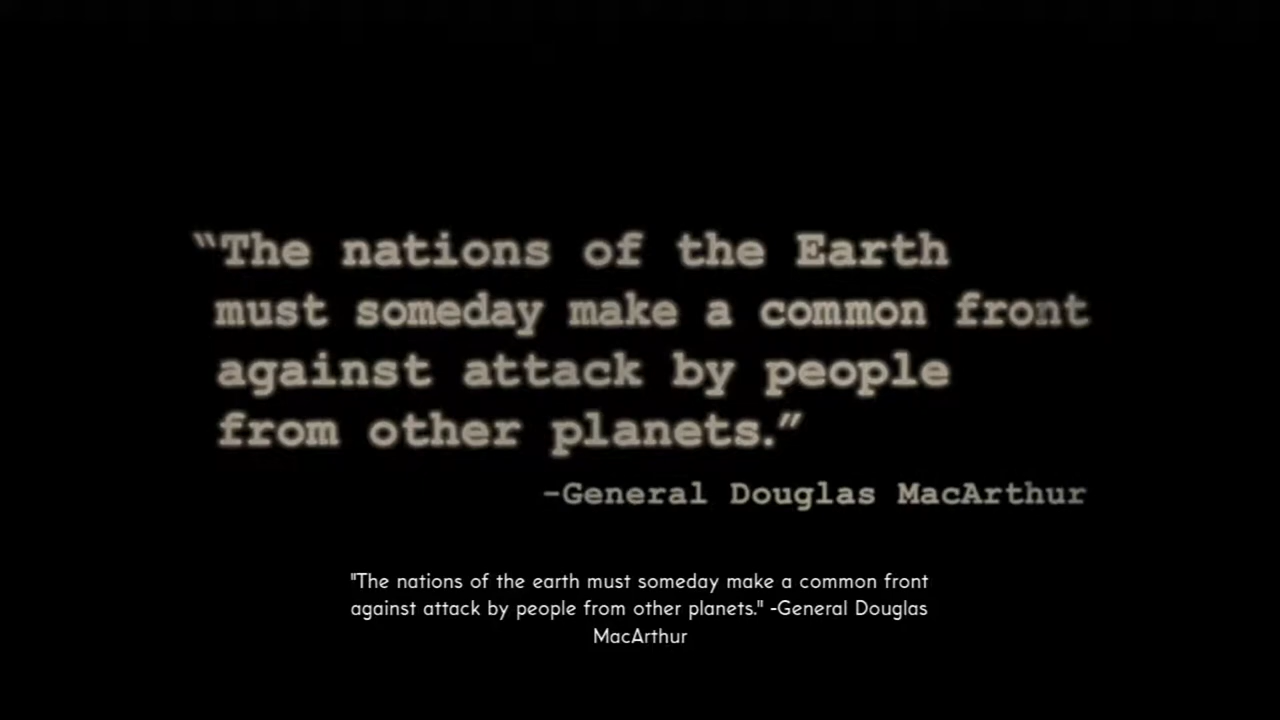 “The nations of the Earth
must someday make a common front
against attack by people
from other planets.”
-General Douglas MacArthur
"The nations of the earth must someday make a common front
against attack by people from other planets." -General Douglas
MacArthur